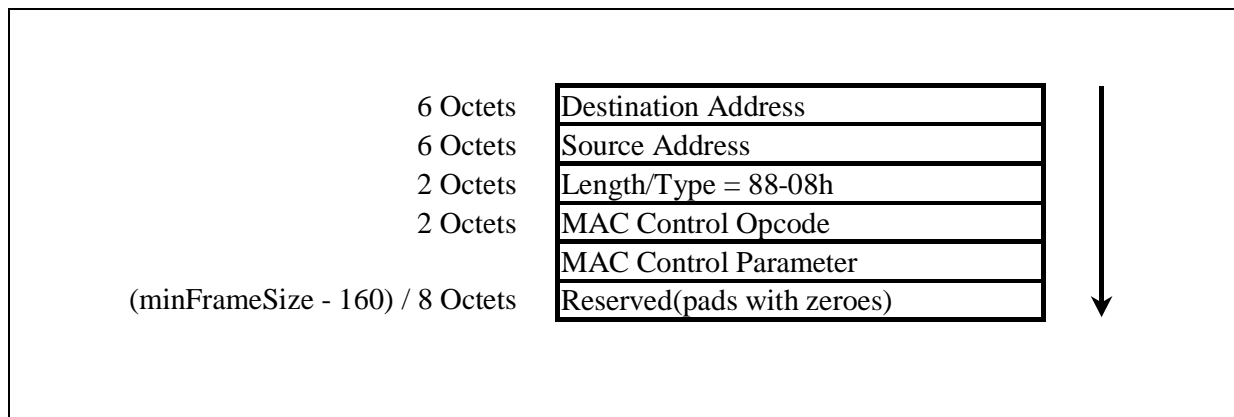 6 Octets Destination Address
6 Octets Source Address
2 Octets Length/Type = 88-08h
2 Octets MAC Control Opcode
MAC Control Parameter
(minFrameSize - 160) / 8 Octets Reserved(pads with zeroes)